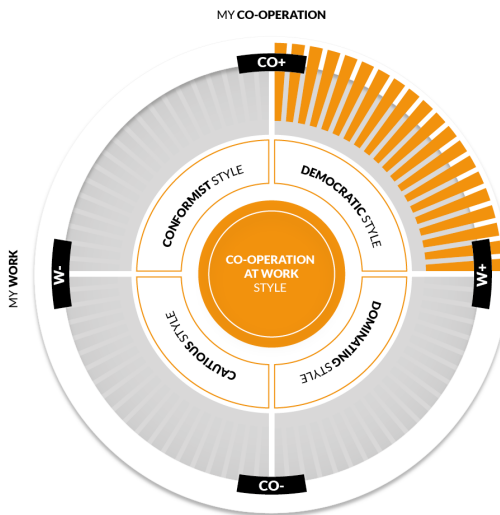 MY CO-OPERATION
CO+
CONFORMIST STYLE
DEMOCRATIC STYLE
MY WORK
W-
CO-OPERATION
AT WORK
STYLE
W+
CAUTIOUS STYLE
DOMINATING STYLE
CO-